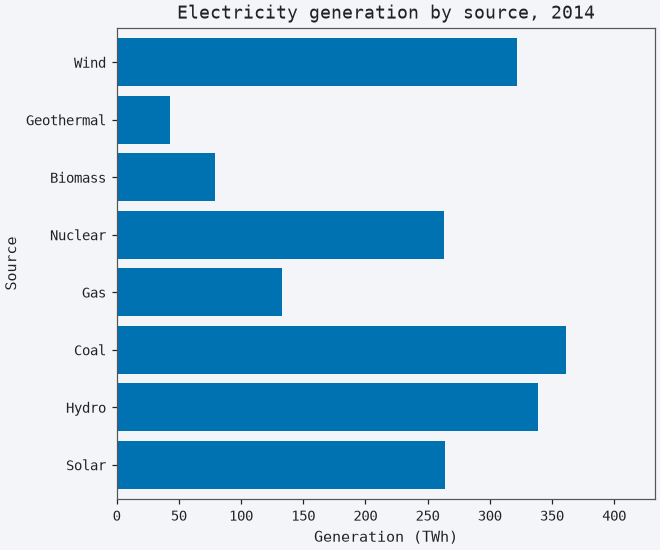 Electricity generation by source, 2014
Source
Wind
Geothermal
Biomass
Nuclear
Gas
Coal
Hydro
Solar
0 50 100 150 200 250 300 350 400
Generation (TWh)